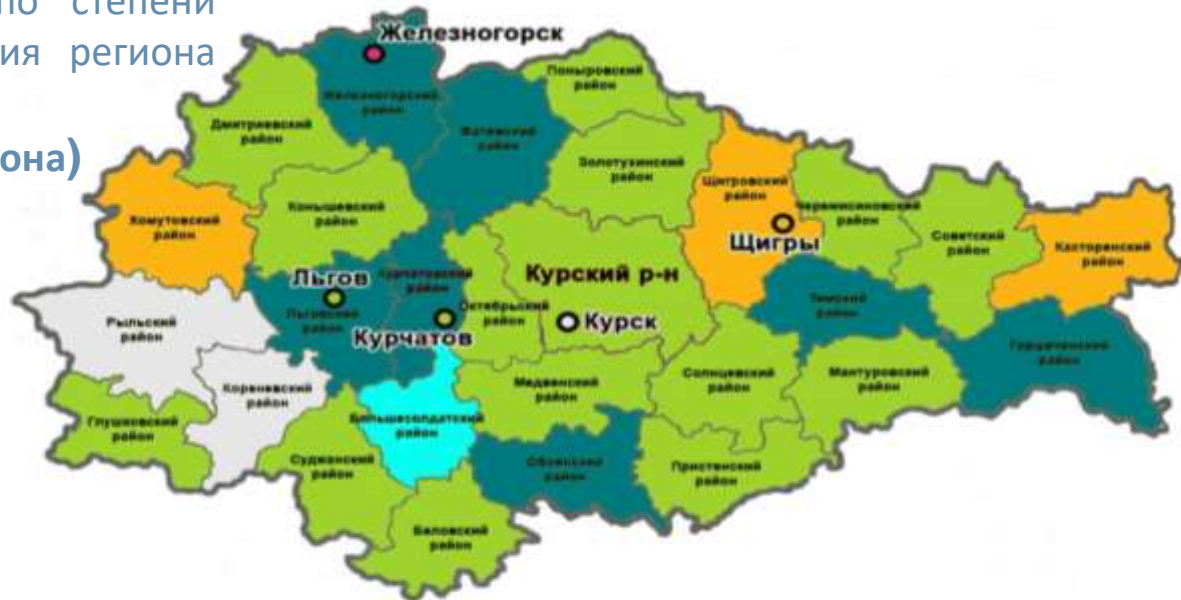 по степени
ия региона
она)
Железногорск
Поныровский
район
Железногорский
район
Дмитриевский
район
Фатежский
район
Золотухинский
район
Щигровский
район
Черемисиновский
район
Хомутовский
район
Конышевский
район
Щигры
Советский
район
Касторенский
район
Льгов
Курчатовский
район
Курский р-н
Октябрьский
район
Тимский
район
Рыльский
район
Льговский
район
Курчатов
Курск
Горшеченский
район
Кореневский
район
Медвенский
район
Солнцевский
район
Мантуровский
район
Глушковский
район
Большесолдатский
район
Суджанский
район
Обоянский
район
Пристенский
район
Беловский
район